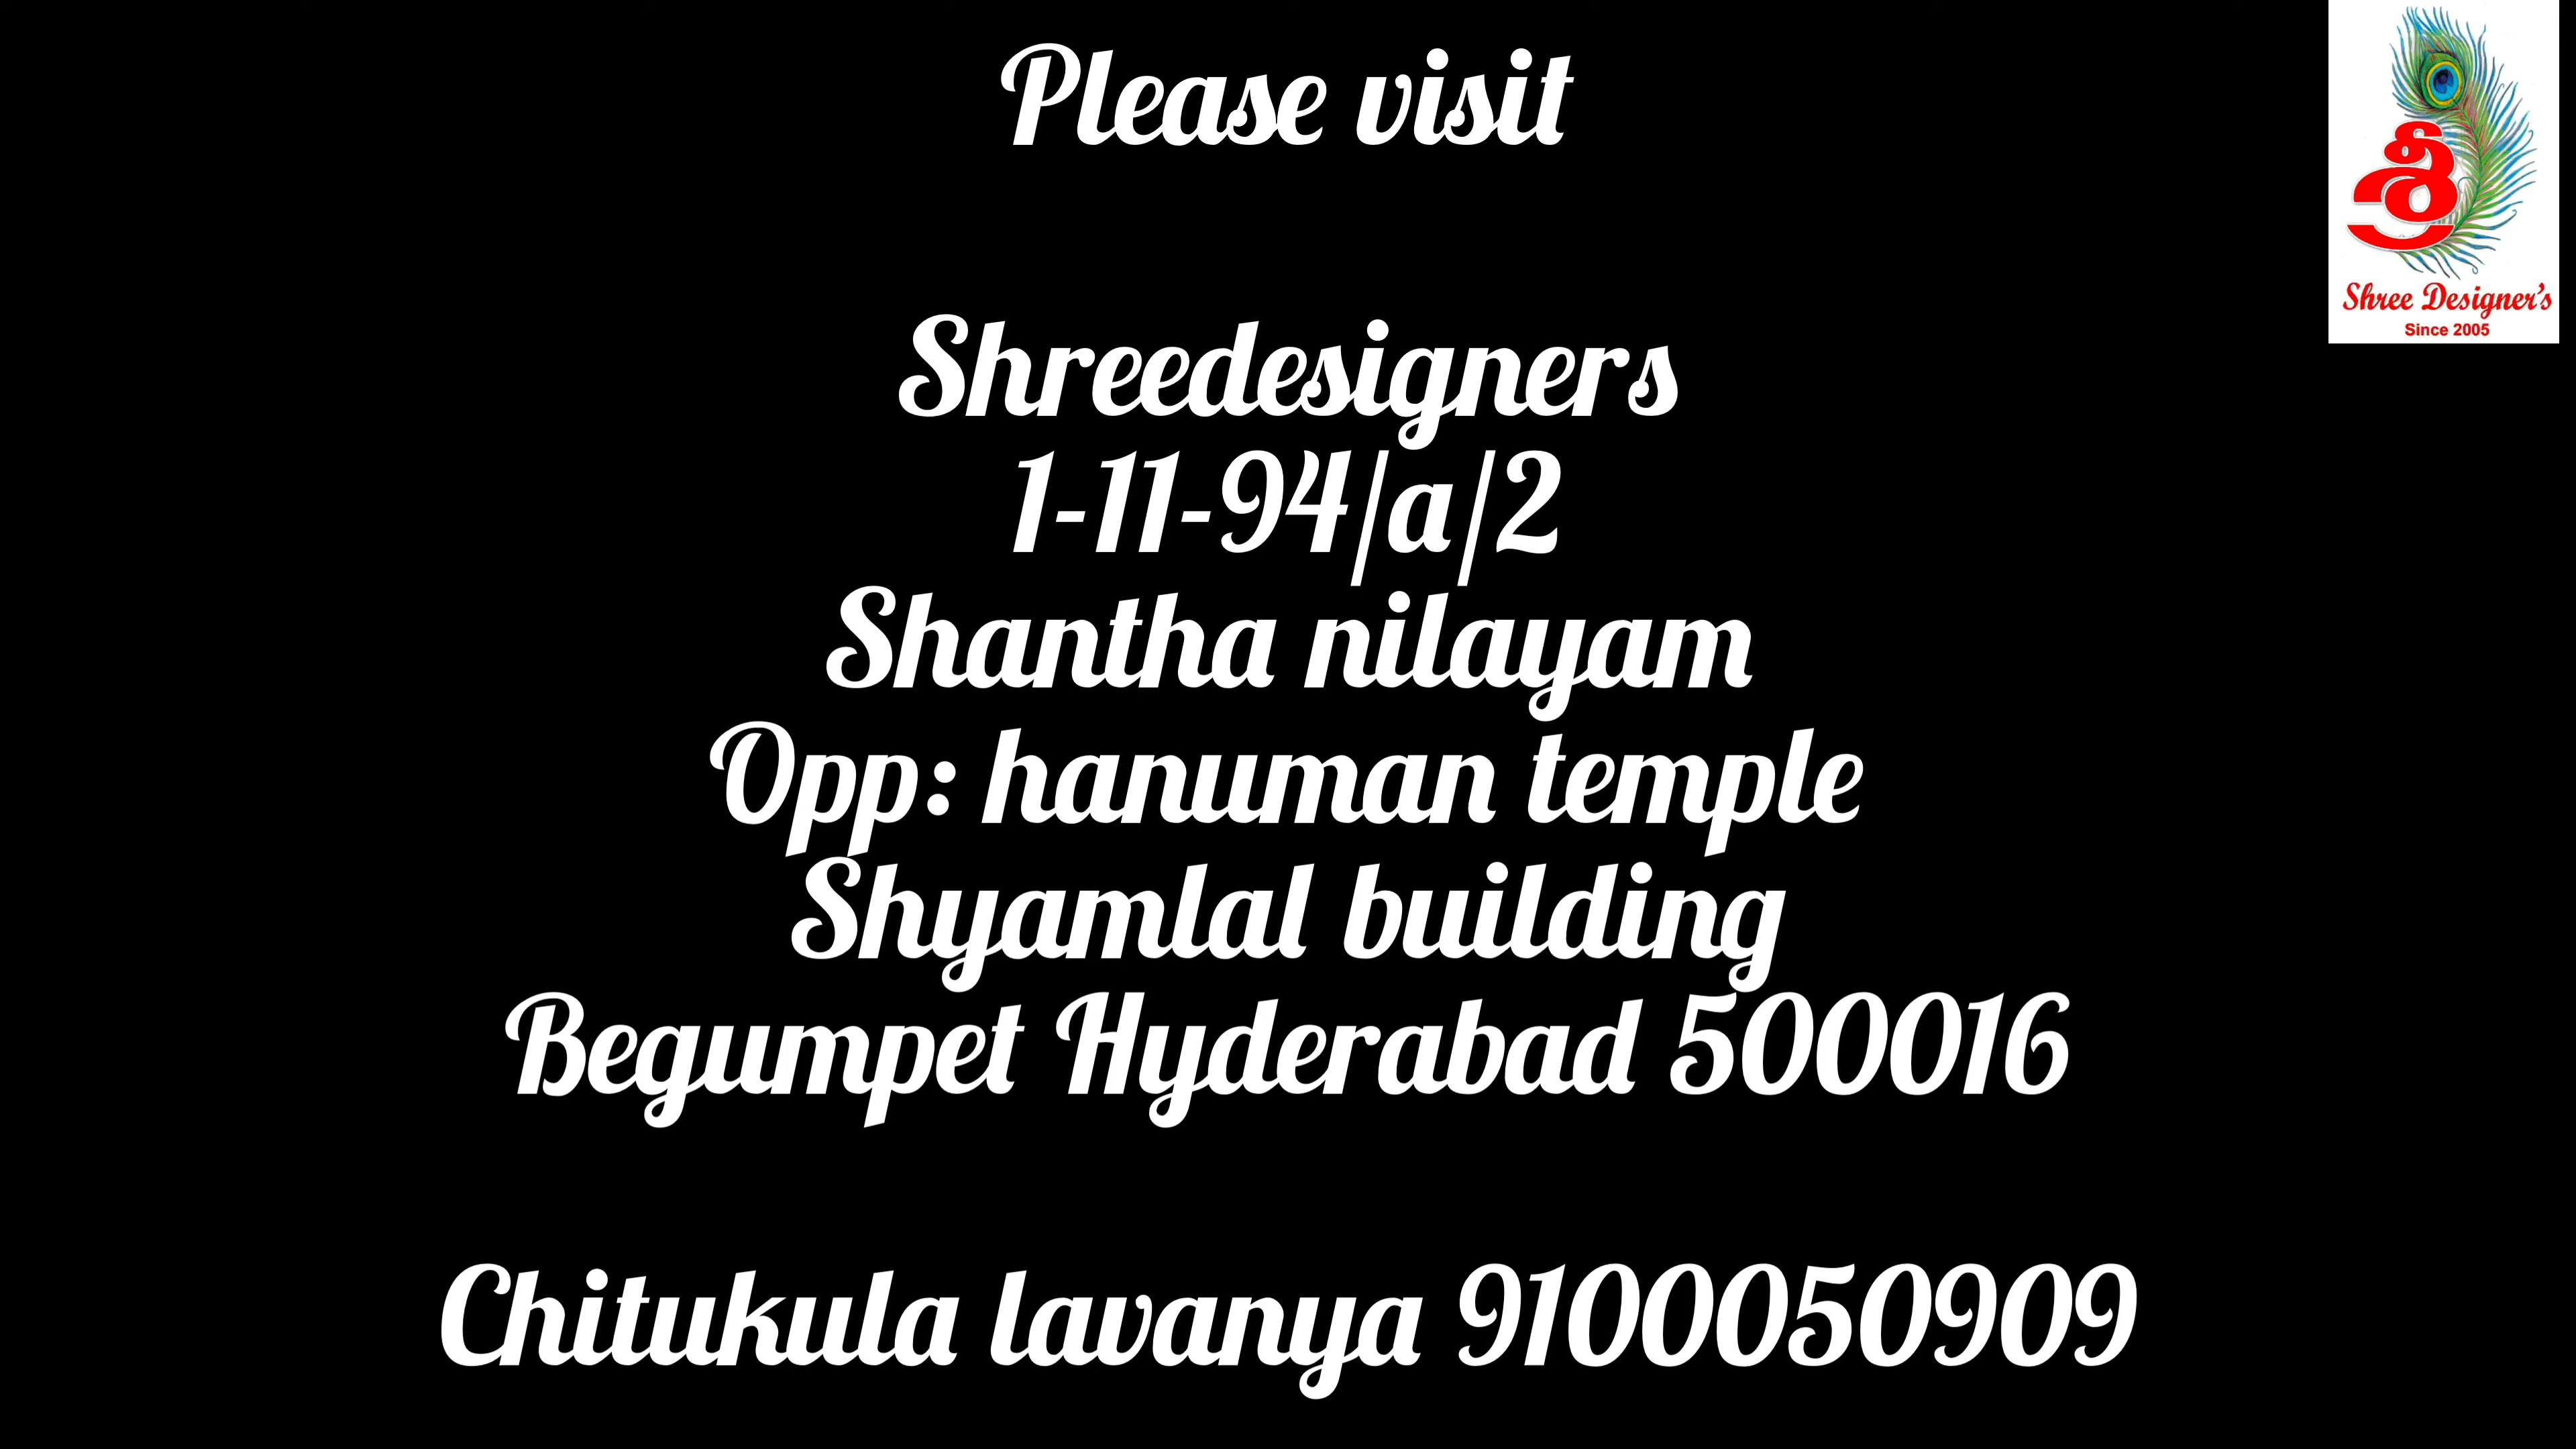 Please visit
Shreedesigners
1-11-94/a/2
Shantha nilayam
Opp: hanuman temple
Shyamlal building
Begumpet Hyderabad 500016
Chitukula lavanya 9100050909
శ్రీ
Shree Designer's
Since 2005